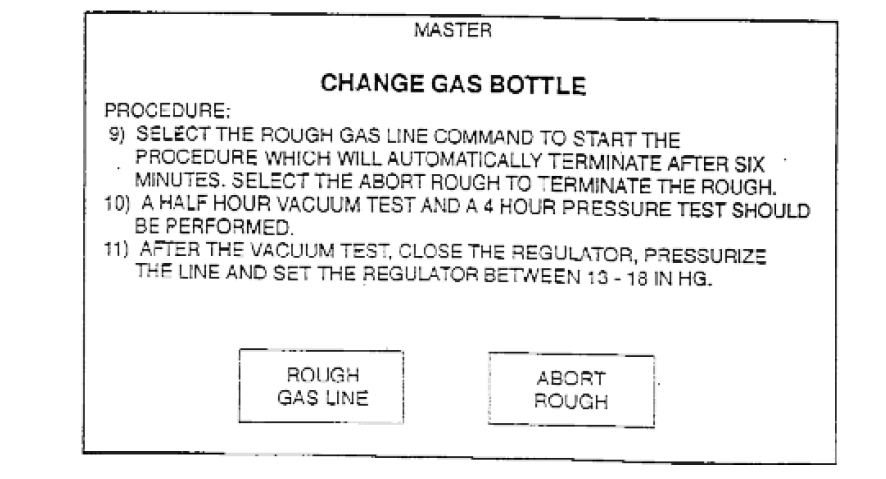 MASTER
CHANGE GAS BOTTLE
PROCEDURE:
9) SELECT THE ROUGH GAS LINE COMMAND TO START THE
PROCEDURE WHICH WILL AUTOMATICALLY TERMINATE AFTER SIX
MINUTES. SELECT THE ABORT ROUGH TO TERMINATE THE ROUGH.
10) A HALF HOUR VACUUM TEST AND A 4 HOUR PRESSURE TEST SHOULD
BE PERFORMED.
11) AFTER THE VACUUM TEST, CLOSE THE REGULATOR, PRESSURIZE
THE LINE AND SET THE REGULATOR BETWEEN 13 - 18 IN HG.
ROUGH
GAS LINE
ABORT
ROUGH